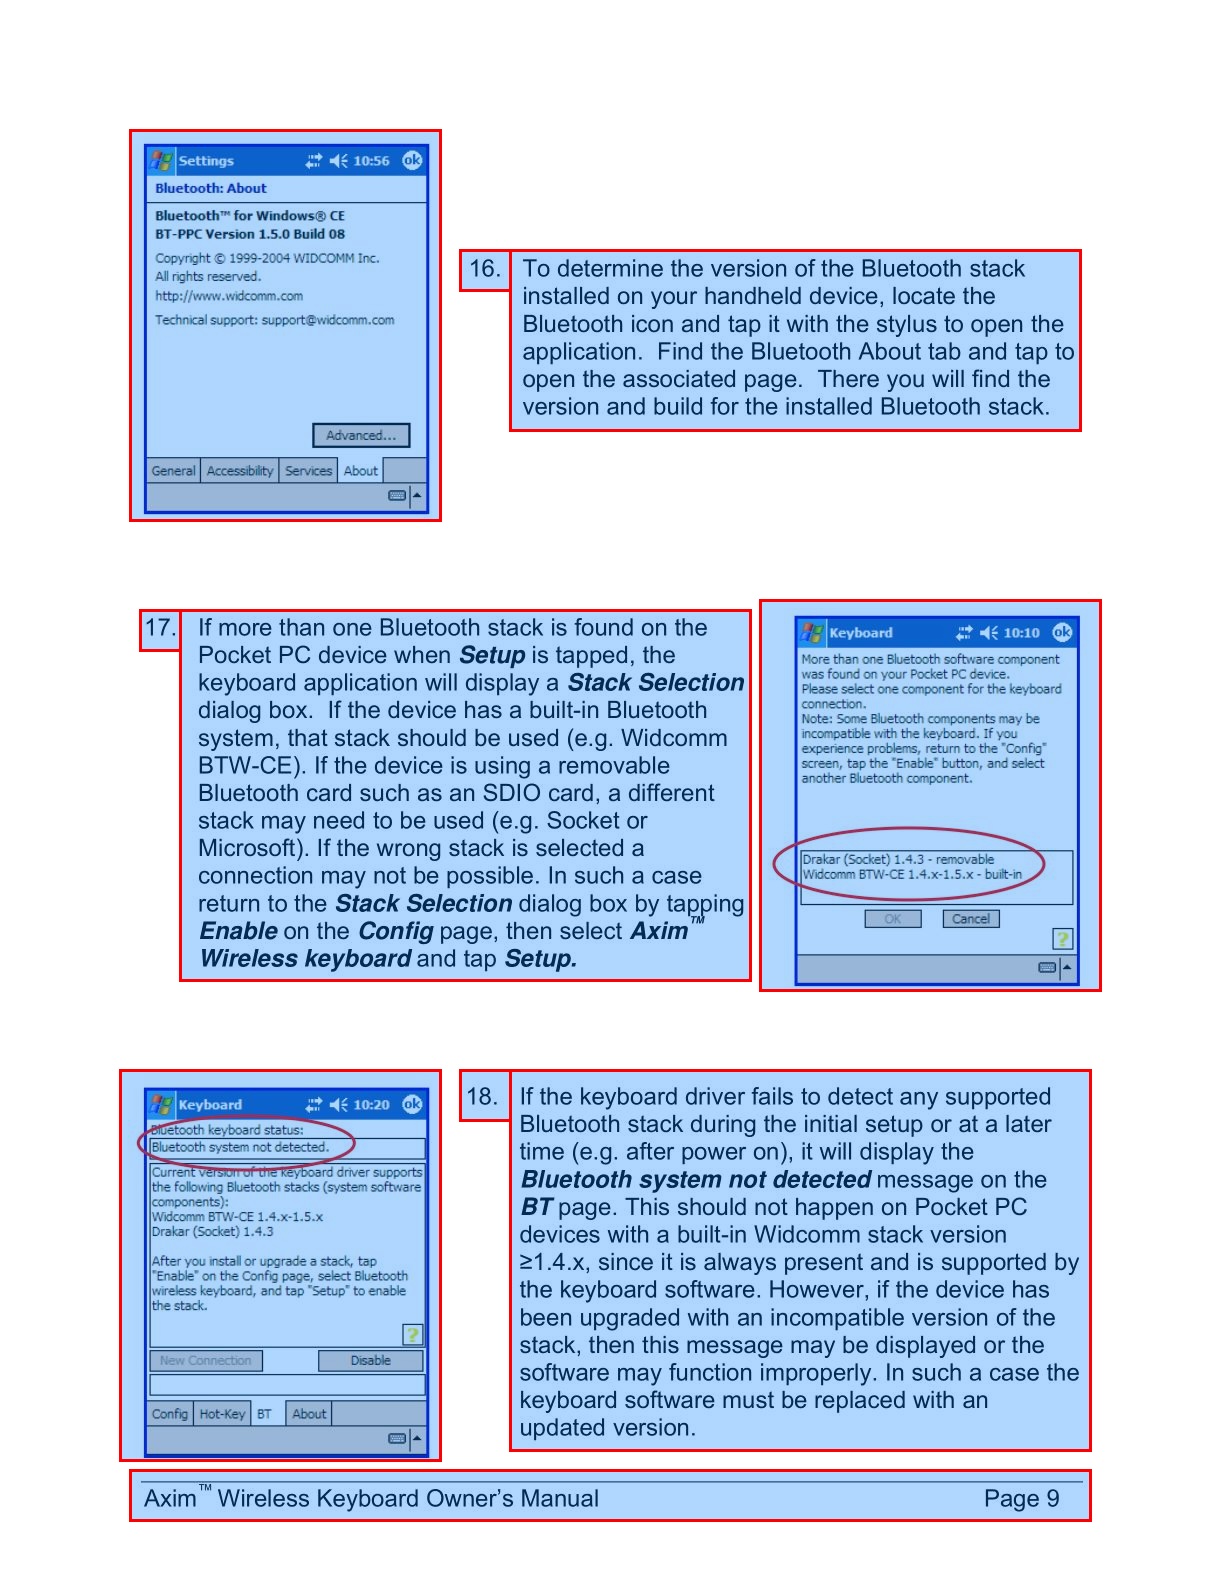 Settings 10:56 ok
Bluetooth: About
Bluetooth™ for Windows® CE
BT-PPC Version 1.5.0 Build 08
Copyright © 1999-2004 WIDCOMM Inc.
All rights reserved.
http://www.widcomm.com
Technical support: support@widcomm.com
Advanced...
General Accessibility Services About
16. To determine the version of the Bluetooth stack
installed on your handheld device, locate the
Bluetooth icon and tap it with the stylus to open the
application. Find the Bluetooth About tab and tap to
open the associated page. There you will find the
version and build for the installed Bluetooth stack.
17. If more than one Bluetooth stack is found on the
Pocket PC device when Setup is tapped, the
keyboard application will display a Stack Selection
dialog box. If the device has a built-in Bluetooth
system, that stack should be used (e.g. Widcomm
BTW-CE). If the device is using a removable
Bluetooth card such as an SDIO card, a different
stack may need to be used (e.g. Socket or
Microsoft). If the wrong stack is selected a
connection may not be possible. In such a case
return to the Stack Selection dialog box by tapping
Enable on the Config page, then select Axim™
Wireless keyboard and tap Setup.
Keyboard 10:10 ok
More than one Bluetooth software component
was found on your Pocket PC device.
Please select one component for the keyboard
connection.
Note: Some Bluetooth components may be
incompatible with the keyboard. If you
experience problems, return to the "Config"
screen, tap the "Enable" button, and select
another Bluetooth component.
Drakar (Socket) 1.4.3 - removable
Widcomm BTW-CE 1.4.x-1.5.x - built-in
OK Cancel
?
Keyboard 10:20 ok
Bluetooth keyboard status:
Bluetooth system not detected.
Current version of the keyboard driver supports
the following Bluetooth stacks (system software
components):
Widcomm BTW-CE 1.4.x-1.5.x
Drakar (Socket) 1.4.3
After you install or upgrade a stack, tap
"Enable" on the Config page, select Bluetooth
wireless keyboard, and tap "Setup" to enable
the stack.
?
New Connection Disable
Config Hot-Key BT About
18. If the keyboard driver fails to detect any supported
Bluetooth stack during the initial setup or at a later
time (e.g. after power on), it will display the
Bluetooth system not detected message on the
BT page. This should not happen on Pocket PC
devices with a built-in Widcomm stack version
≥1.4.x, since it is always present and is supported by
the keyboard software. However, if the device has
been upgraded with an incompatible version of the
stack, then this message may be displayed or the
software may function improperly. In such a case the
keyboard software must be replaced with an
updated version.
Axim™ Wireless Keyboard Owner's Manual Page 9